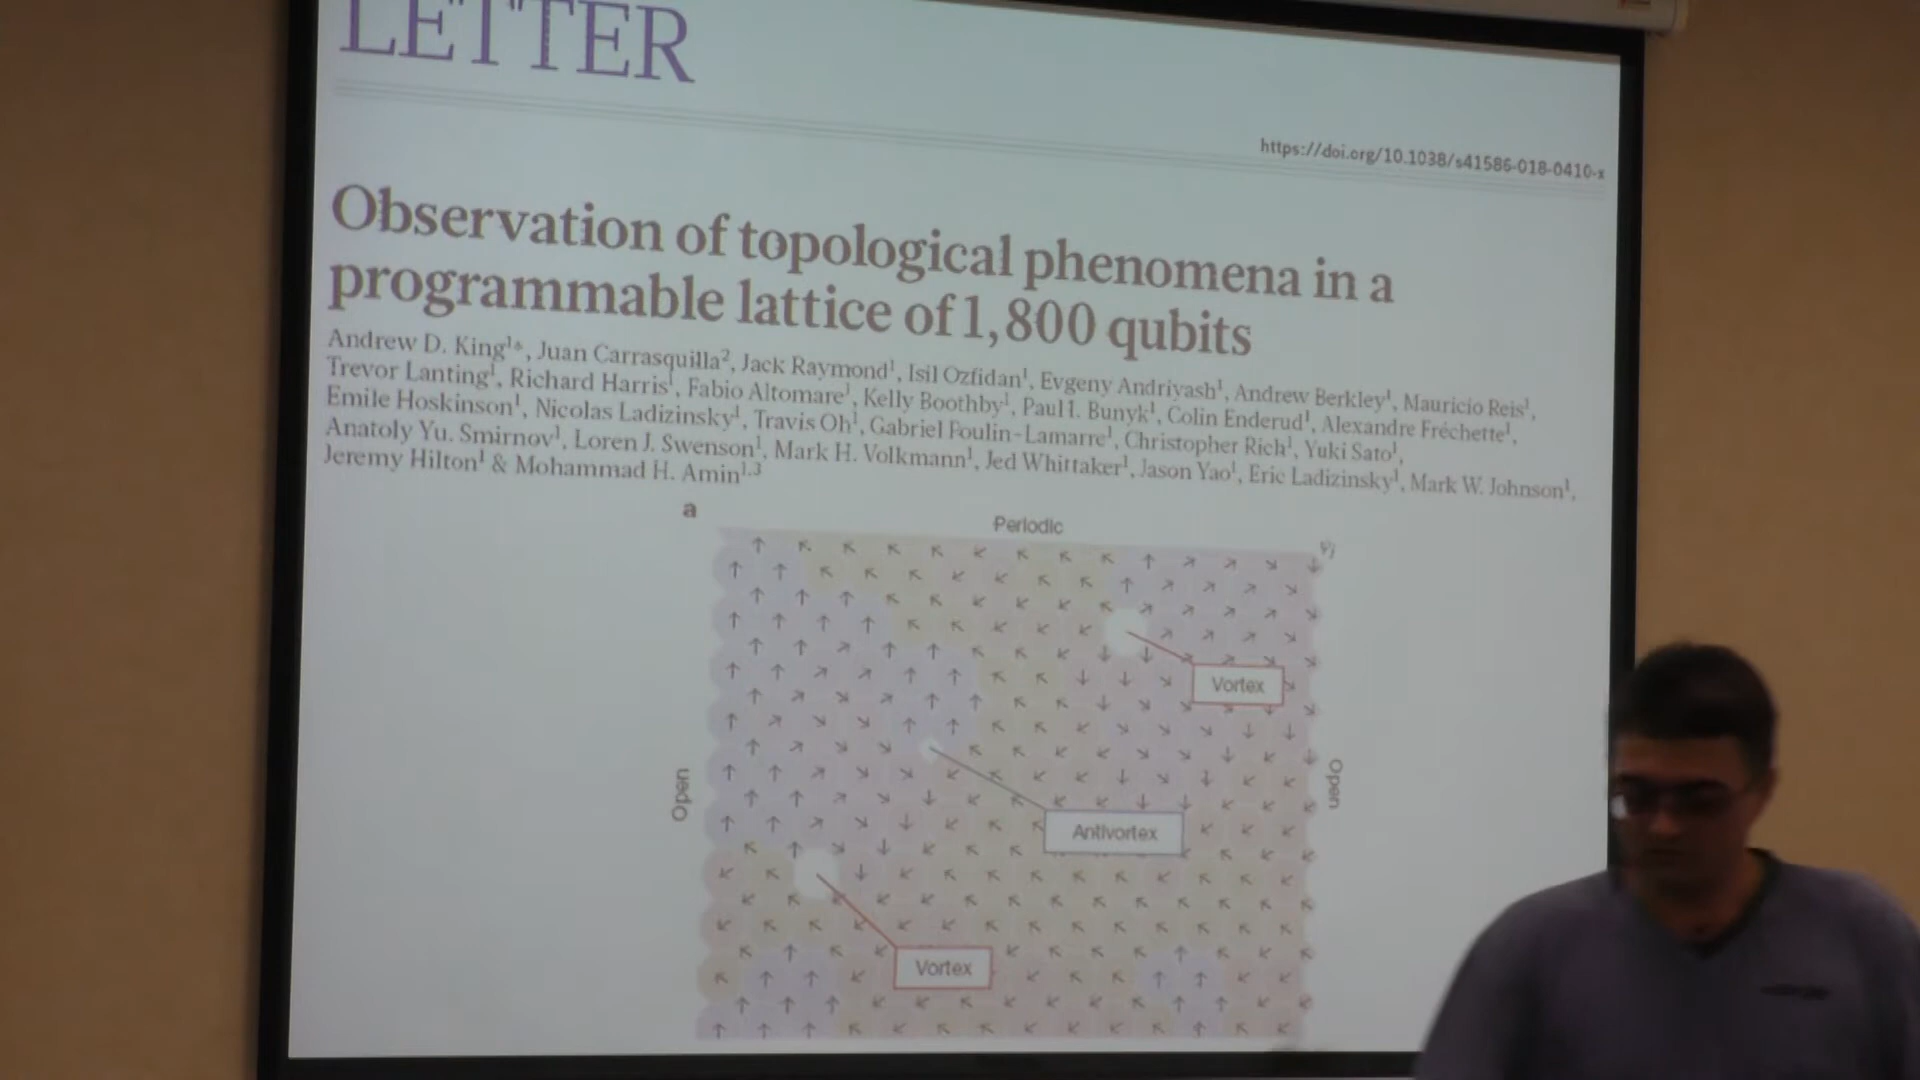 LETTER
https://doi.org/10.1038/s41586-018-0410-x
Observation of topological phenomena in a
programmable lattice of 1,800 qubits
Andrew D. King1*, Juan Carrasquilla2, Jack Raymond1, Isil Ozfidan1, Evgeny Andriyash1, Andrew Berkley1, Mauricio Reis1,
Trevor Lanting1, Richard Harris1, Fabio Altomare1, Kelly Boothby1, Paul I. Bunyk1, Colin Enderud1, Alexandre Fréchette1,
Emile Hoskinson1, Nicolas Ladizinsky1, Travis Oh1, Gabriel Poulin-Lamarre1, Christopher Rich1, Yuki Sato1,
Anatoly Yu. Smirnov1, Loren J. Swenson1, Mark H. Volkmann1, Jed Whittaker1, Jason Yao1, Eric Ladizinsky1, Mark W. Johnson1,
Jeremy Hilton1 & Mohammad H. Amin1,3
a
Periodic
Vortex
Open
Open
Antivortex
Vortex